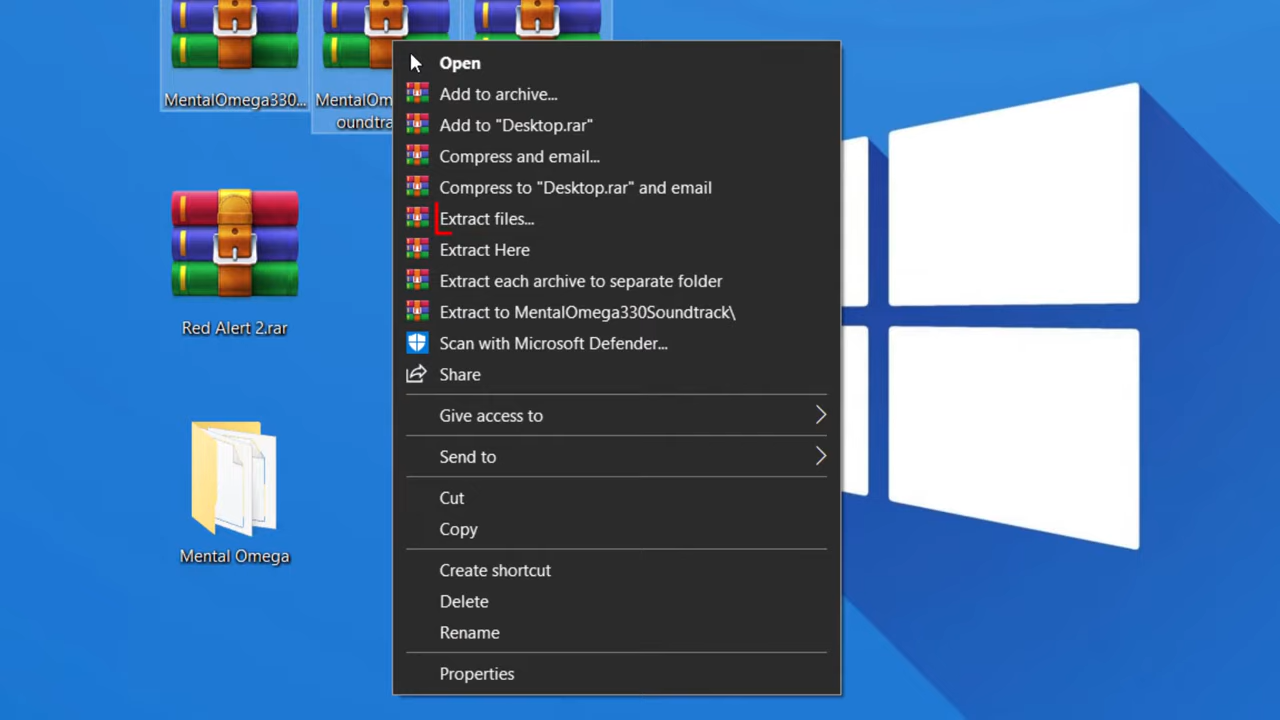 MentalOmega330...
MentalOm
oundtra
Open
Add to archive...
Add to "Desktop.rar"
Compress and email...
Compress to "Desktop.rar" and email
Extract files...
Extract Here
Extract each archive to separate folder
Extract to MentalOmega330Soundtrack\
Scan with Microsoft Defender...
Share
Give access to
Send to
Cut
Copy
Create shortcut
Delete
Rename
Properties
Red Alert 2.rar
Mental Omega